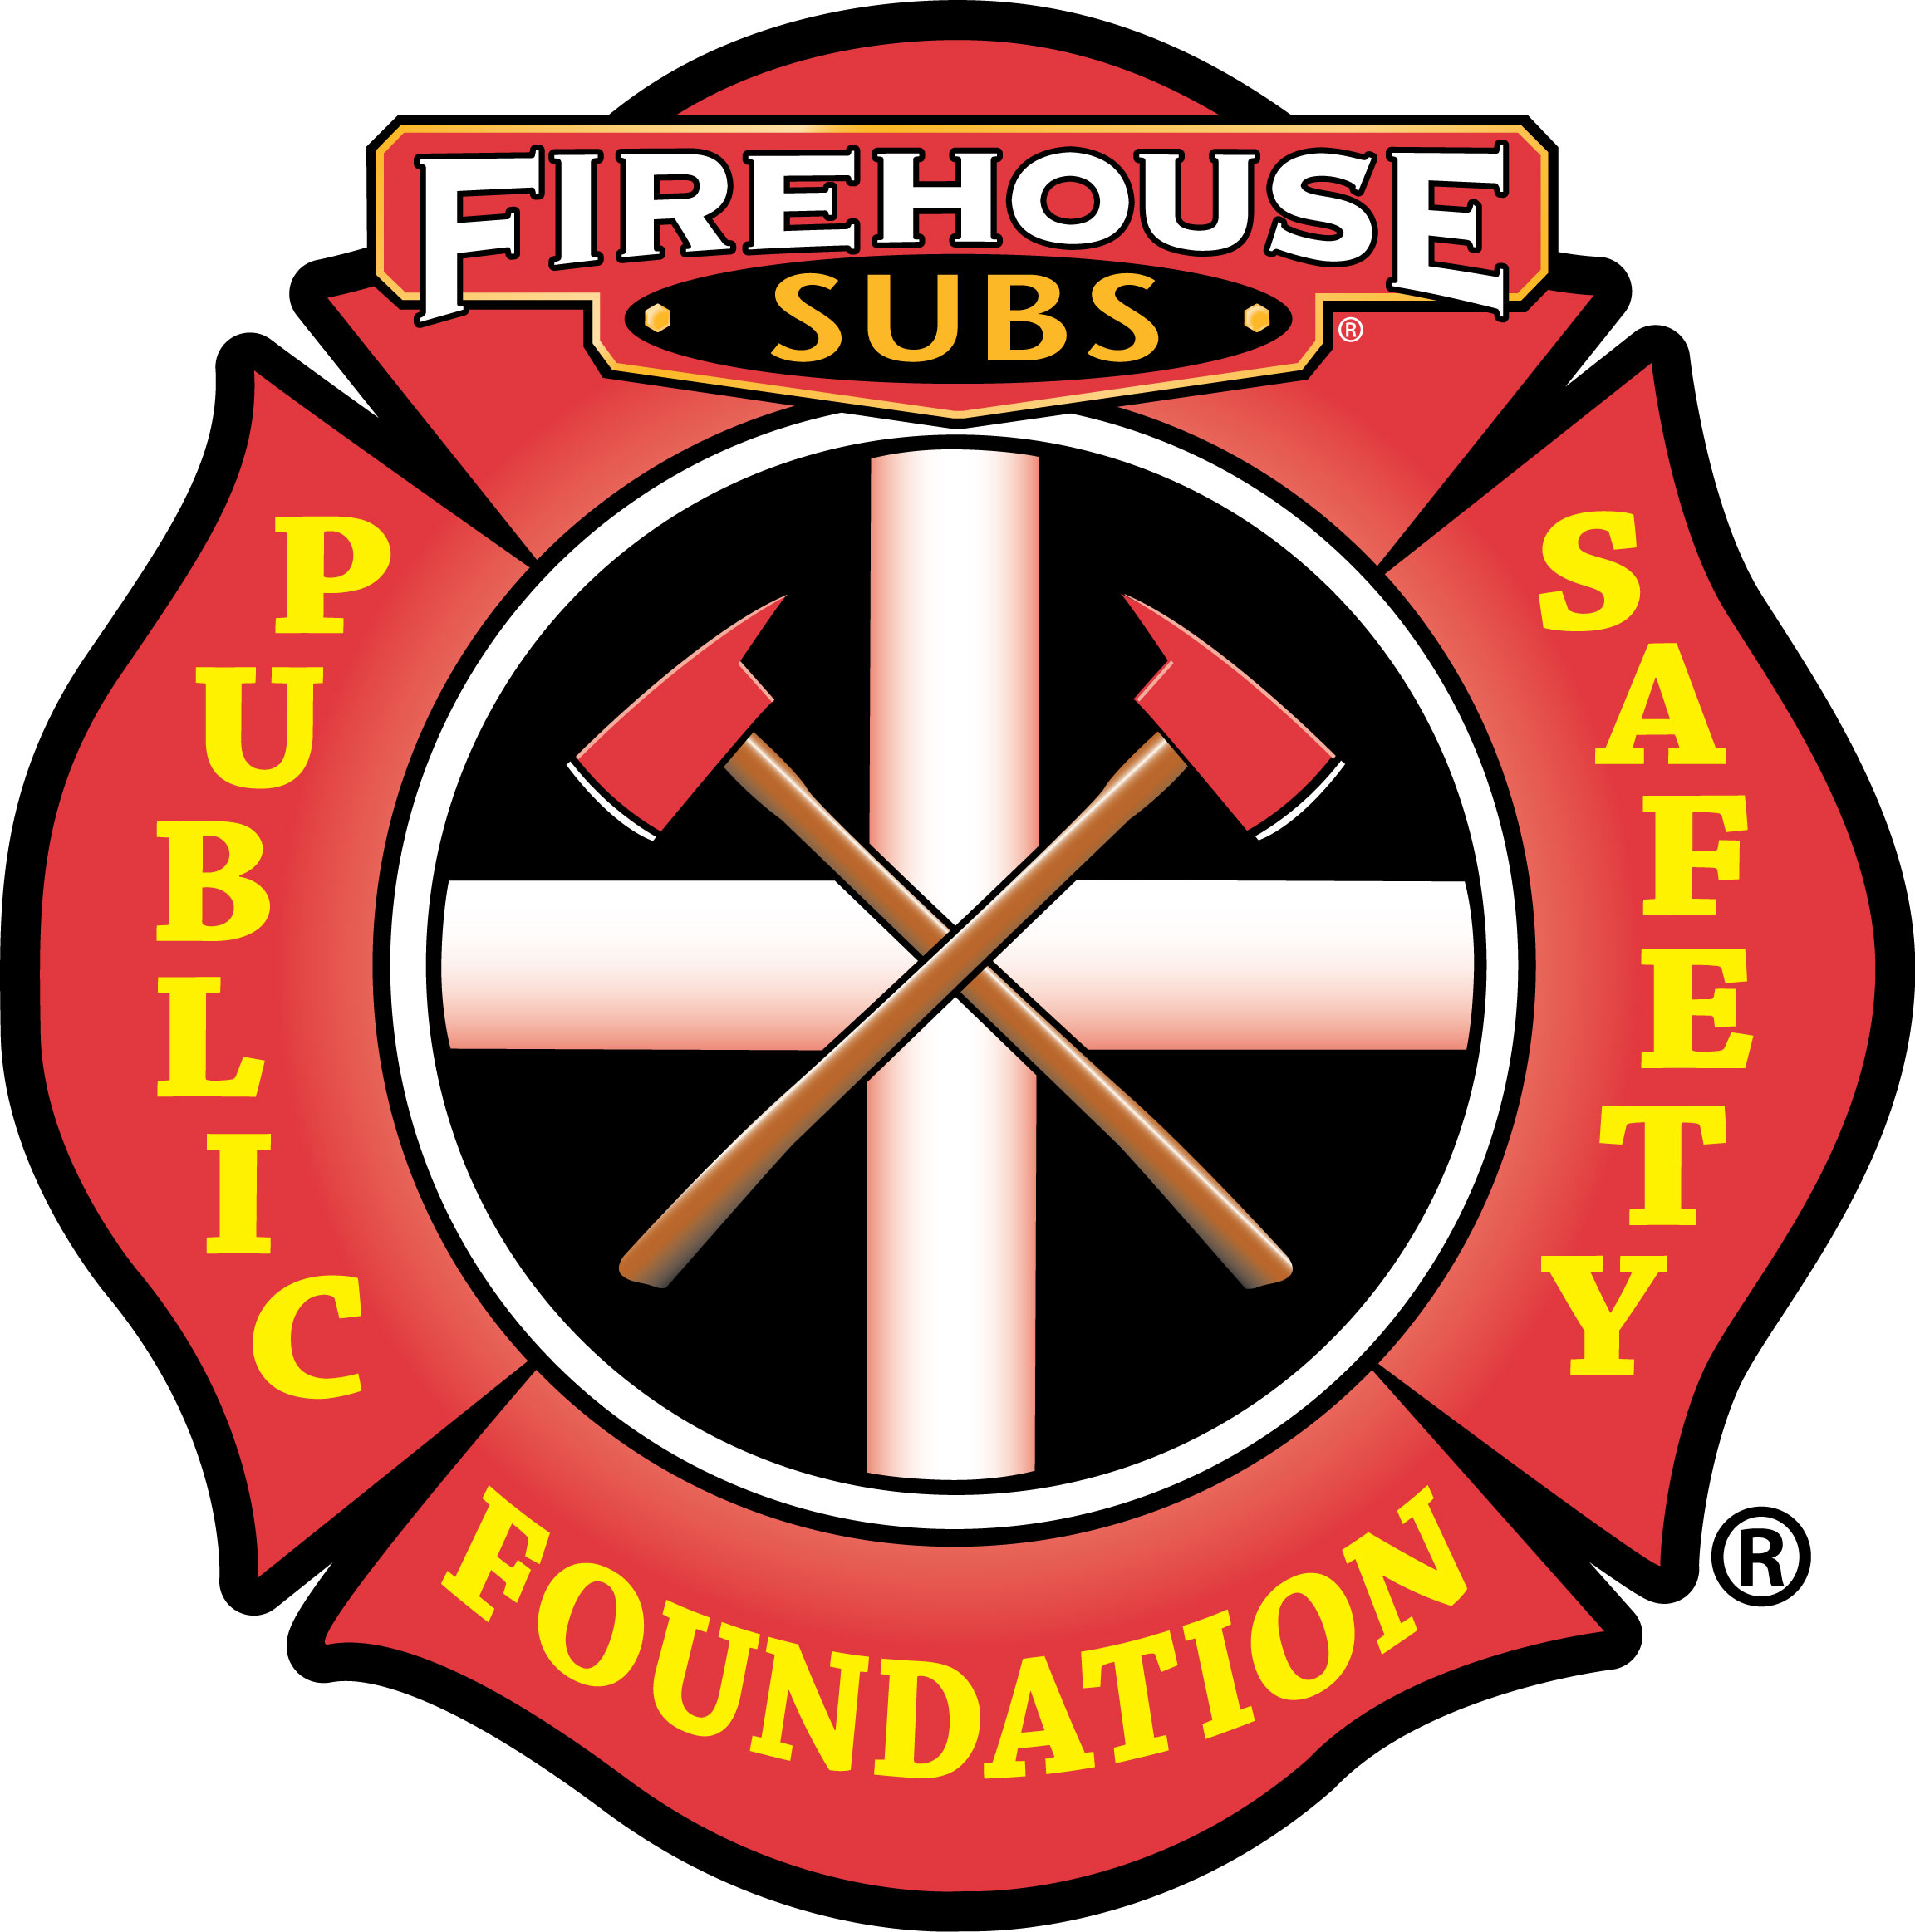 FIREHOUSE
SUBS
®
PUBLIC
SAFETY
FOUNDATION
®